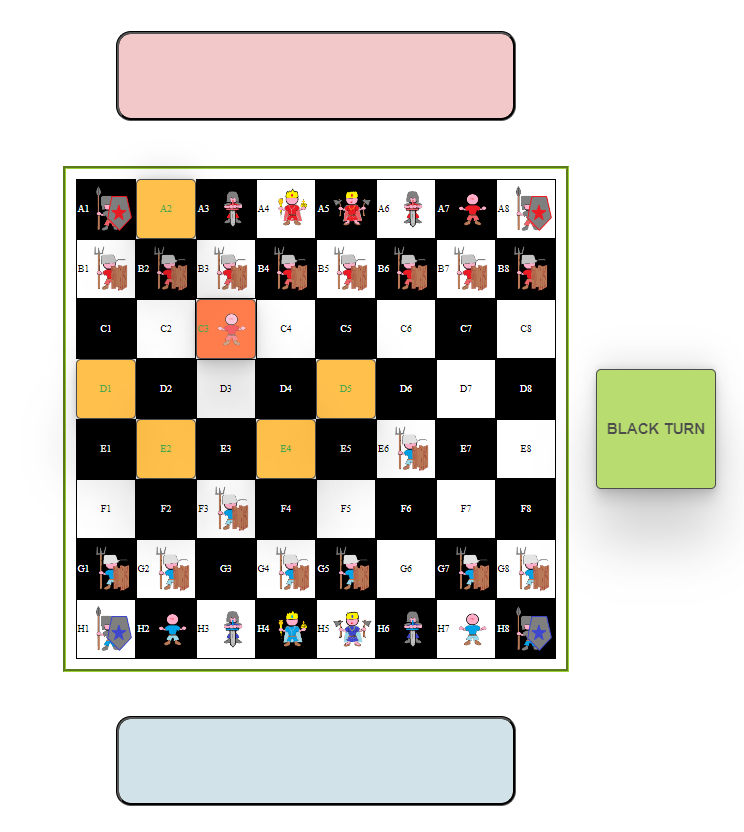 A1 A2 A3 A4 A5 A6 A7 A8
B1 B2 B3 B4 B5 B6 B7 B8
C1 C2 C3 C4 C5 C6 C7 C8
D1 D2 D3 D4 D5 D6 D7 D8
BLACK TURN
E1 E2 E3 E4 E5 E6 E7 E8
F1 F2 F3 F4 F5 F6 F7 F8
G1 G2 G3 G4 G5 G6 G7 G8
H1 H2 H3 H4 H5 H6 H7 H8